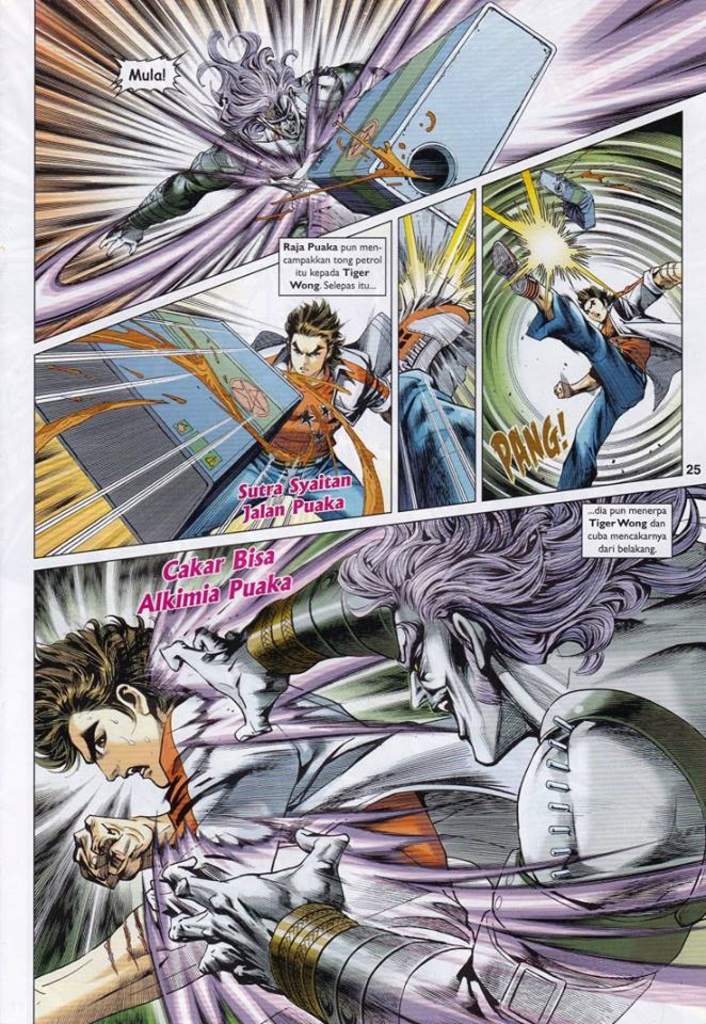 Mula!
Raja Puaka pun men-
campakkan tong petrol
itu kepada Tiger
Wong. Selepas itu...
Sutra Syaitan
Jalan Puaka
PANG!
25
...dia pun menerpa
Tiger Wong dan
cuba mencakarnya
dari belakang.
Cakar Bisa
Alkimia Puaka